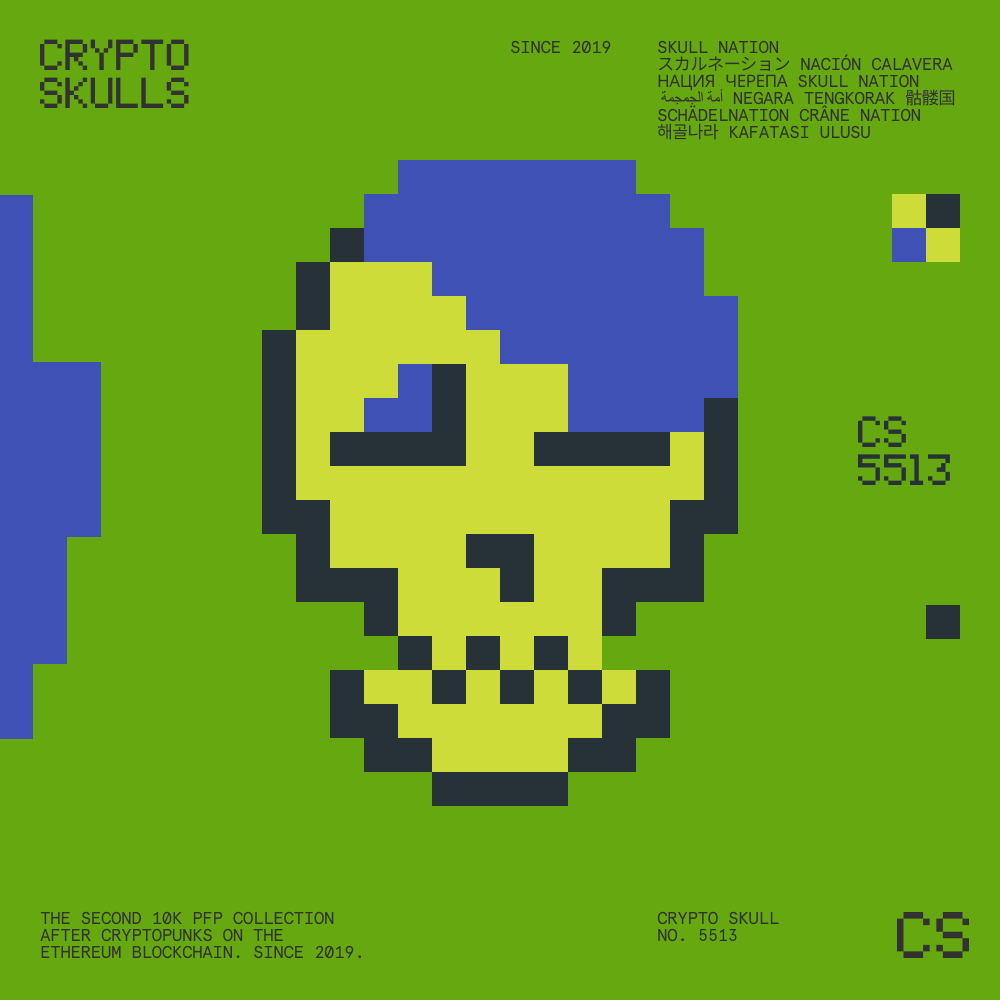 CRYPTO
SKULLS
SINCE 2019
SKULL NATION
スカルネーション NACIÓN CALAVERA
НАЦИЯ ЧЕРЕПА SKULL NATION
أمة الجمجمة NEGARA TENGKORAK 骷髅国
SCHÄDELNATION CRÂNE NATION
해골나라 KAFATASI ULUSU
CS
5513
THE SECOND 10K PFP COLLECTION
AFTER CRYPTOPUNKS ON THE
ETHEREUM BLOCKCHAIN. SINCE 2019.
CRYPTO SKULL
NO. 5513
CS